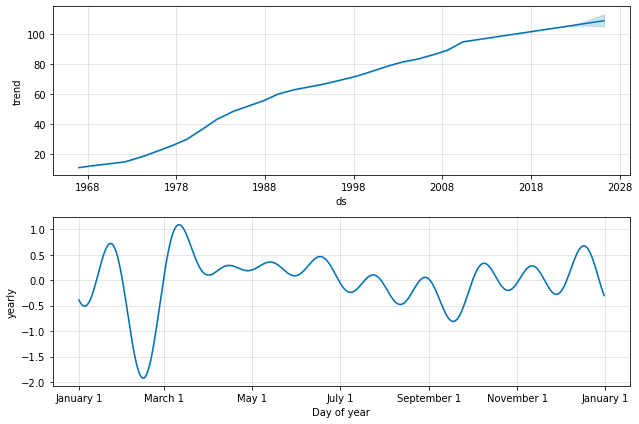 100
80
60
40
20
trend
1968
1978
1988
1998
2008
2018
2028
ds
1.0
0.5
0.0
−0.5
−1.0
−1.5
−2.0
yearly
January 1
March 1
May 1
July 1
September 1
November 1
January 1
Day of year